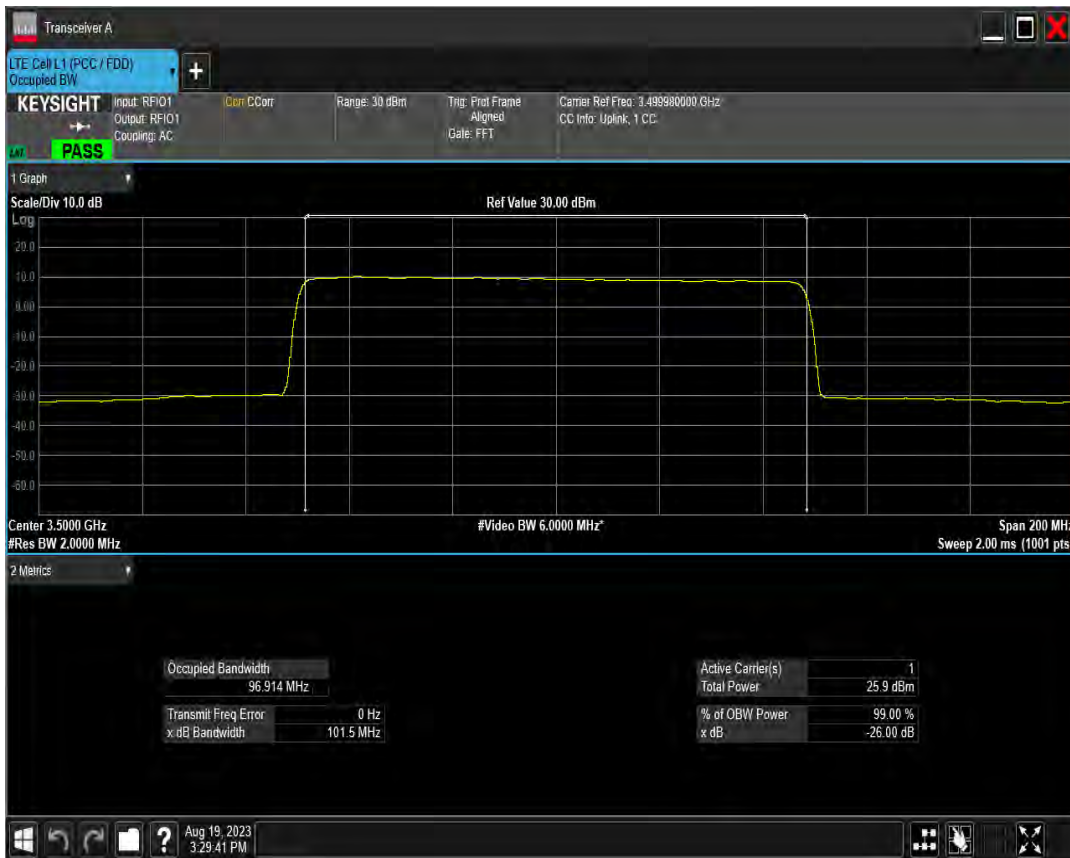 Transceiver A
LTE Cell L1 (PCC / FDD)
Occupied BW
+
KEYSIGHT
Input: RFIO1
Output: RFIO1
Coupling: AC
Corr CCorr
Range: 30 dBm
Trig: Prot Frame
Aligned
Gate: FFT
Carrier Ref Freq: 3.499980000 GHz
CC Info: Uplink, 1 CC
PASS
1 Graph
Scale/Div 10.0 dB
Ref Value 30.00 dBm
Log
20.0
10.0
0.00
-10.0
-20.0
-30.0
-40.0
-50.0
-60.0
Center 3.5000 GHz
#Video BW 6.0000 MHz*
Span 200 MHz
#Res BW 2.0000 MHz
Sweep 2.00 ms (1001 pts
2 Metrics
Occupied Bandwidth
96.914 MHz
Transmit Freq Error 0 Hz
x dB Bandwidth 101.5 MHz
Active Carrier(s) 1
Total Power 25.9 dBm
% of OBW Power 99.00 %
x dB -26.00 dB
?
Aug 19, 2023
3:29:41 PM